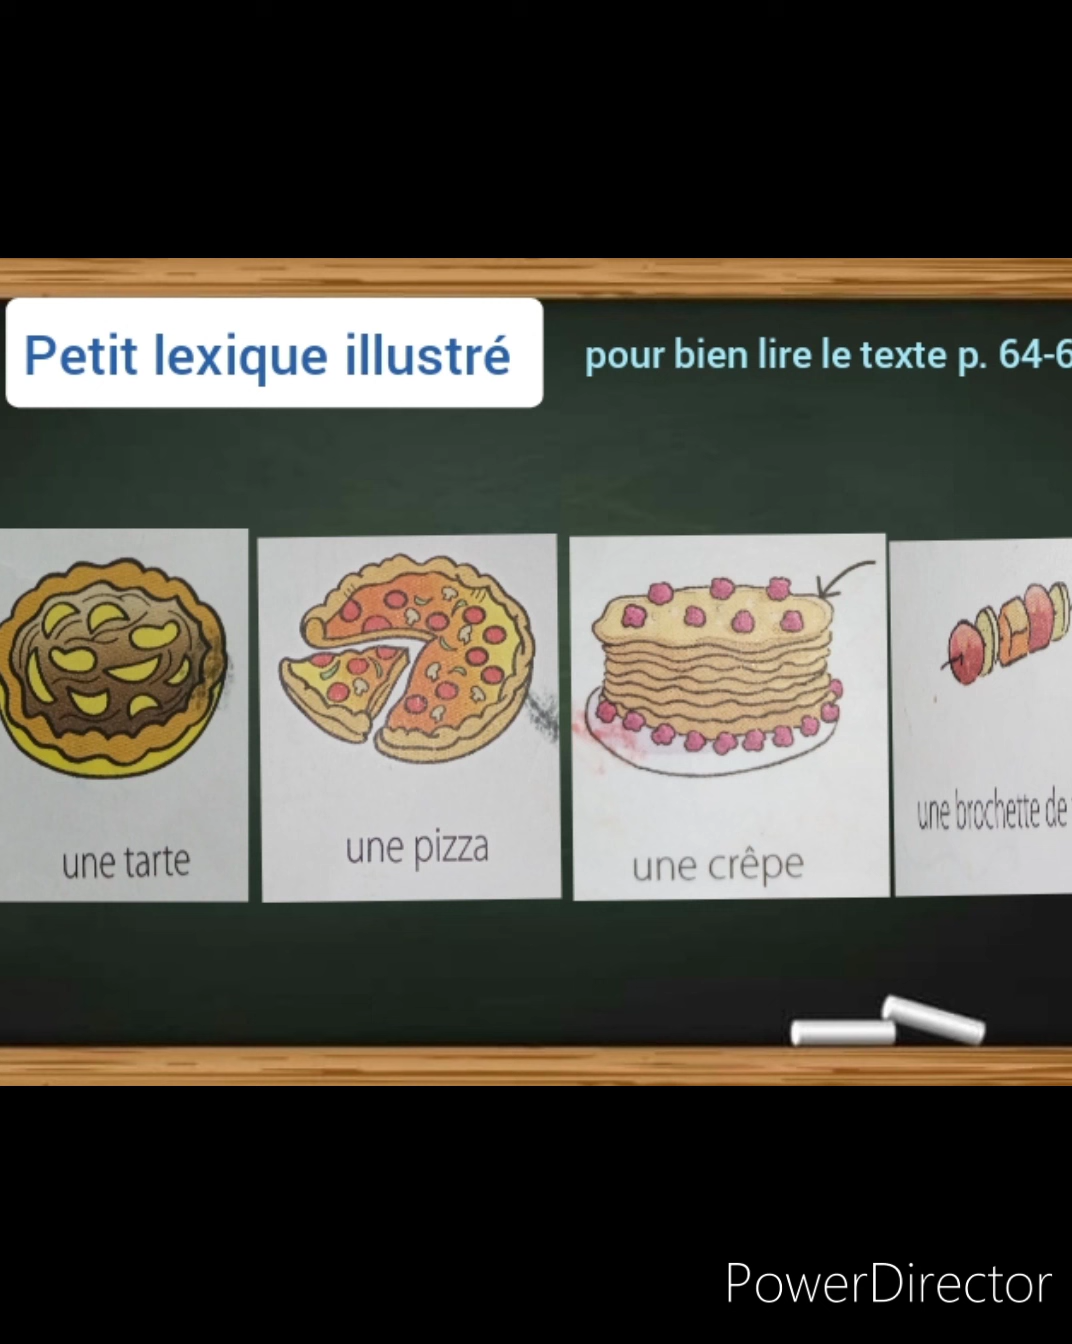 Petit lexique illustré
pour bien lire le texte p. 64-6
une tarte
une pizza
une crêpe
une brochette de
PowerDirector